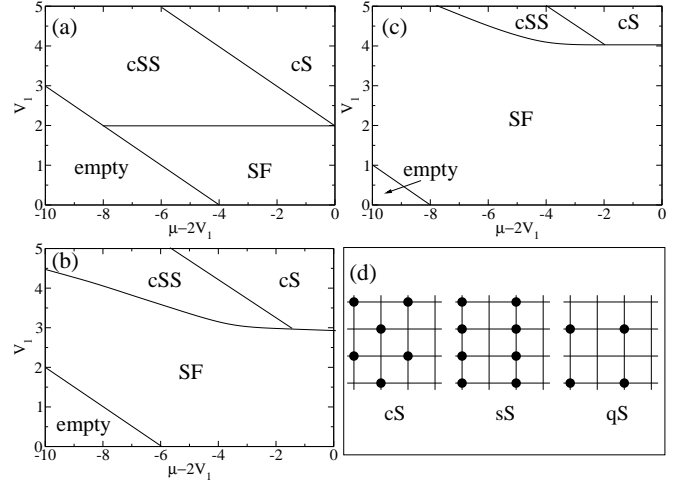 (a)
cSS
cS
empty
SF
V₁
5
4
3
2
1
0
-10
-8
-6
-4
-2
0
μ−2V₁
(c)
cSS
cS
SF
empty
V₁
5
4
3
2
1
0
-10
-8
-6
-4
-2
0
μ−2V₁
(b)
cSS
cS
SF
empty
V₁
5
4
3
2
1
0
-10
-8
-6
-4
-2
0
μ−2V₁
(d)
cS sS qS